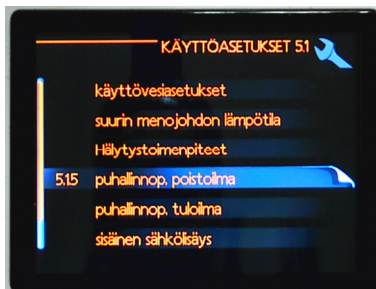 KÄYTTÖASETUKSET 5.1
käyttövesiasetukset
suurin menojohdon lämpötila
Hälytystoimenpiteet
5.1.5 puhallinnop. poistoilma
puhallinnop. tuloilma
sisäinen sähkölisäys